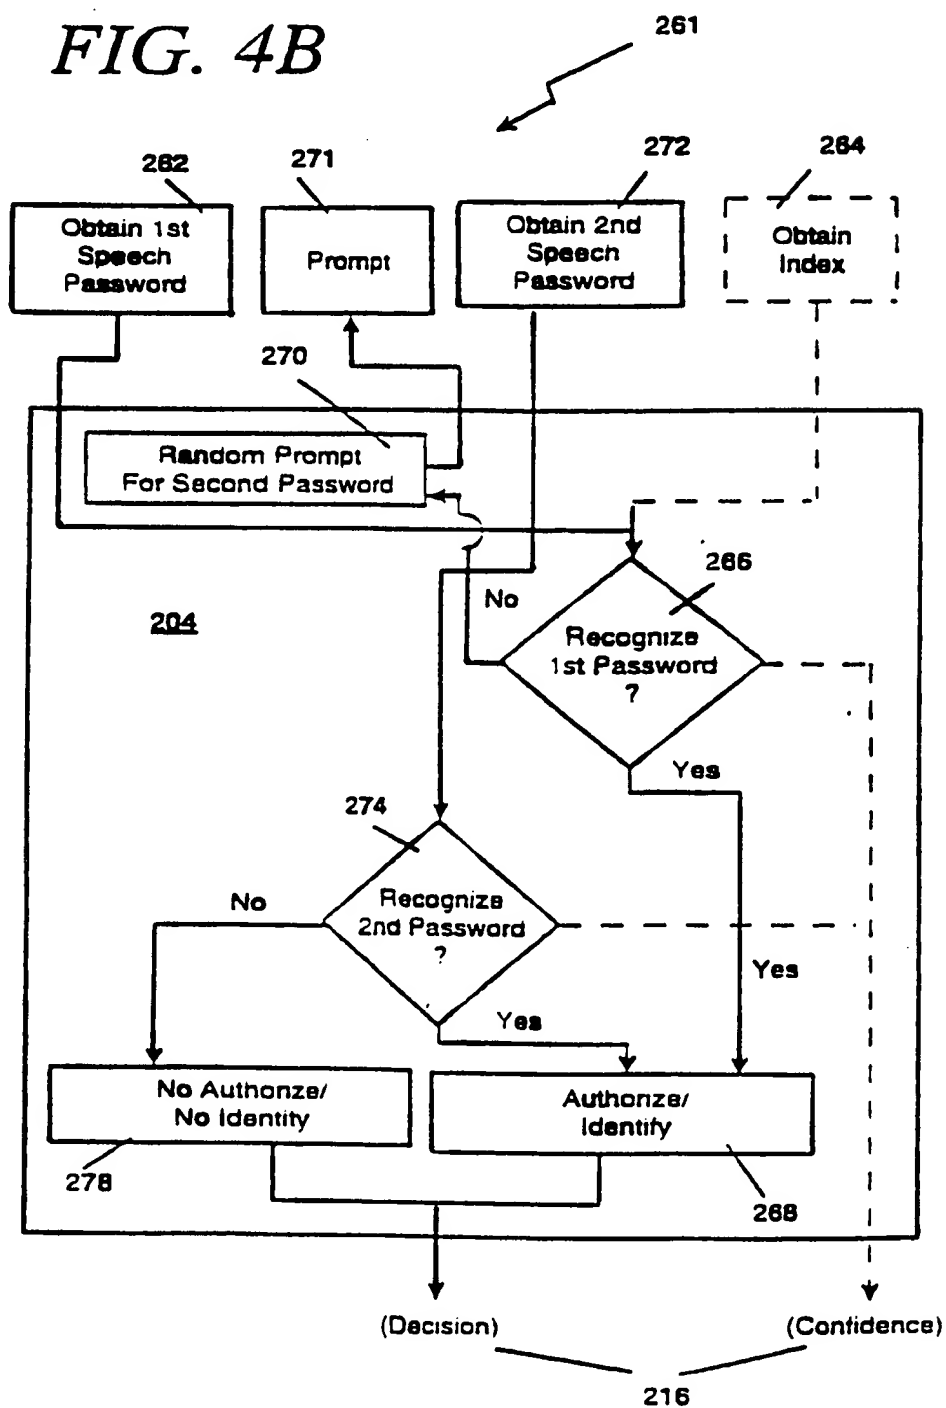 FIG. 4B
261
262
271
272
264
Obtain 1st
Speech
Password
Prompt
Obtain 2nd
Speech
Password
Obtain
Index
270
Random Prompt
For Second Password
266
No
204
Recognize
1st Password
?
Yes
274
No
Recognize
2nd Password
?
Yes
Yes
No Authorize/
No Identity
Authorize/
Identify
278
268
(Decision)
(Confidence)
216